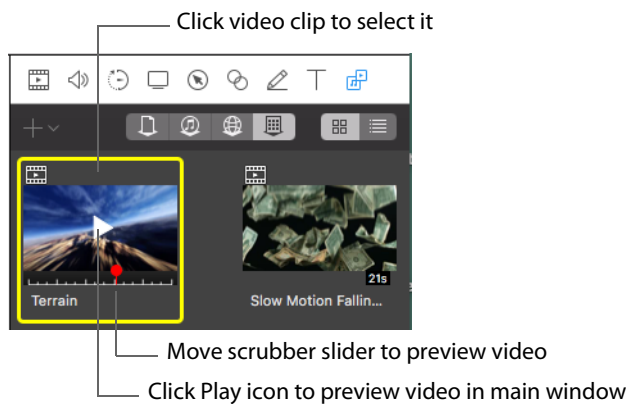 Click video clip to select it
T
21s
Terrain
Slow Motion Fallin...
Move scrubber slider to preview video
Click Play icon to preview video in main window